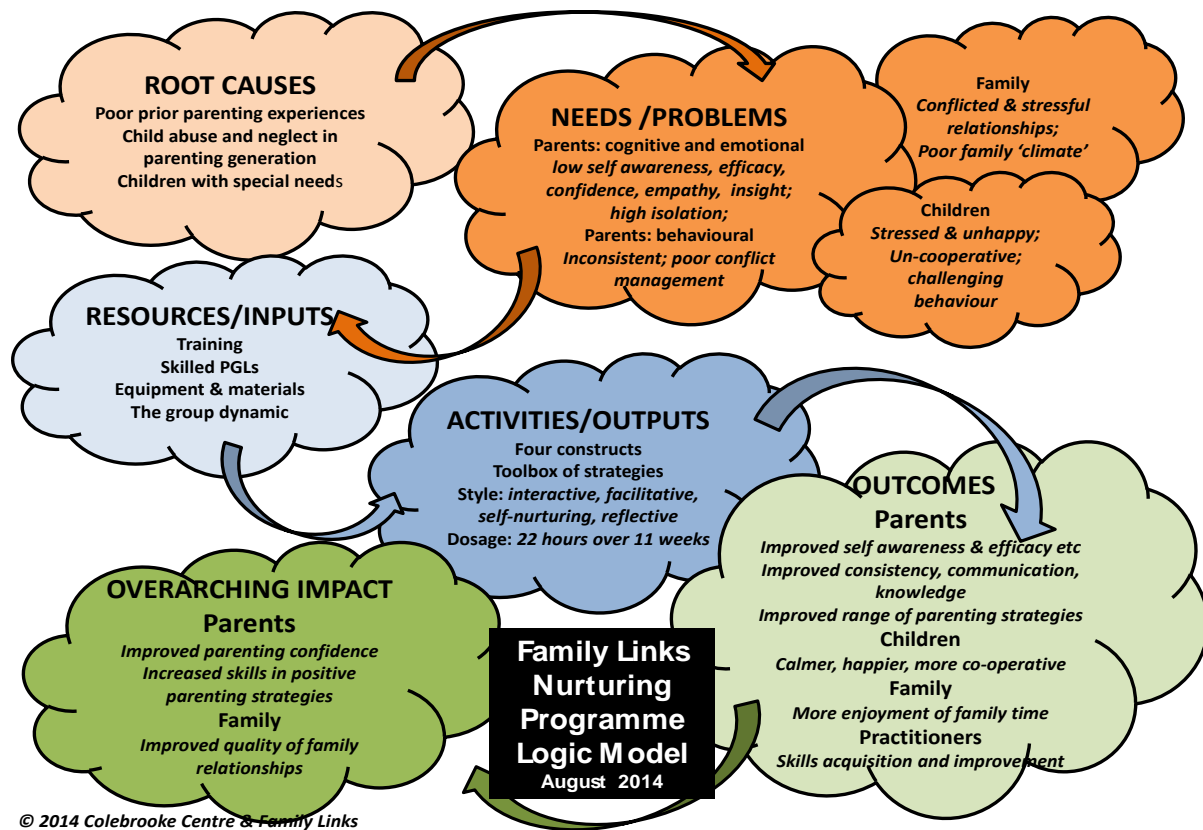 ROOT CAUSES
Poor prior parenting experiences
Child abuse and neglect in
parenting generation
Children with special needs
NEEDS /PROBLEMS
Parents: cognitive and emotional
low self awareness, efficacy,
confidence, empathy, insight;
high isolation;
Parents: behavioural
Inconsistent; poor conflict
management
Family
Conflicted & stressful
relationships;
Poor family ‘climate’
Children
Stressed & unhappy;
Un-cooperative;
challenging
behaviour
RESOURCES/INPUTS
Training
Skilled PGLs
Equipment & materials
The group dynamic
ACTIVITIES/OUTPUTS
Four constructs
Toolbox of strategies
Style: interactive, facilitative,
self-nurturing, reflective
Dosage: 22 hours over 11 weeks
OUTCOMES
Parents
Improved self awareness & efficacy etc
Improved consistency, communication,
knowledge
Improved range of parenting strategies
Children
Calmer, happier, more co-operative
Family
More enjoyment of family time
Practitioners
Skills acquisition and improvement
OVERARCHING IMPACT
Parents
Improved parenting confidence
Increased skills in positive
parenting strategies
Family
Improved quality of family
relationships
Family Links
Nurturing
Programme
Logic Model
August 2014
© 2014 Colebrooke Centre & Family Links